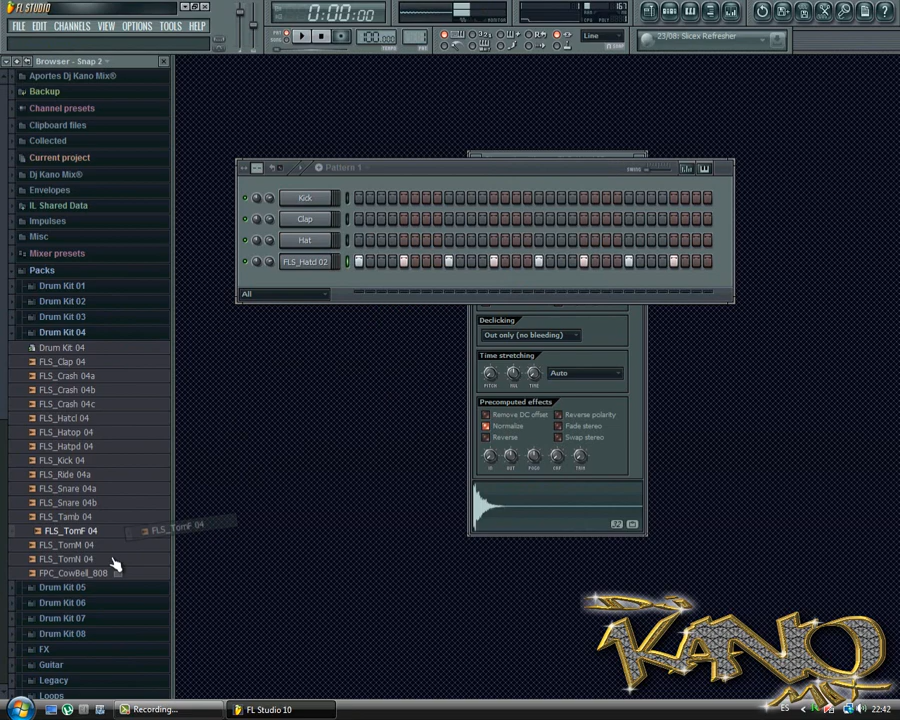 FL STUDIO
FILE EDIT CHANNELS VIEW OPTIONS TOOLS HELP
0:00:00
100.000
Line
23/08: Slicex Refresher
Browser - Snap 2
Aportes Dj Kano Mix®
Backup
Channel presets
Clipboard files
Collected
Current project
Dj Kano Mix®
Envelopes
IL Shared Data
Impulses
Misc
Mixer presets
Packs
Drum Kit 01
Drum Kit 02
Drum Kit 03
Drum Kit 04
Drum Kit 04
FLS_Clap 04
FLS_Crash 04a
FLS_Crash 04b
FLS_Crash 04c
FLS_Hatcl 04
FLS_Hatop 04
FLS_Hatpd 04
FLS_Kick 04
FLS_Ride 04a
FLS_Snare 04a
FLS_Snare 04b
FLS_Tamb 04
FLS_TomF 04
FLS_TomF 04
FLS_TomM 04
FLS_TomN 04
FPC_CowBell_808
Drum Kit 05
Drum Kit 06
Drum Kit 07
Drum Kit 08
FX
Guitar
Legacy
Loops
Pattern 1
Kick
Clap
Hat
FLS_Hatcl 02
All
Declicking
Out only (no bleeding)
Time stretching
Auto
Precomputed effects
Remove DC offset
Reverse polarity
Normalize
Fade stereo
Reverse
Swap stereo
Dj
KANO
MIX
Recording...
FL Studio 10
ES
22:42